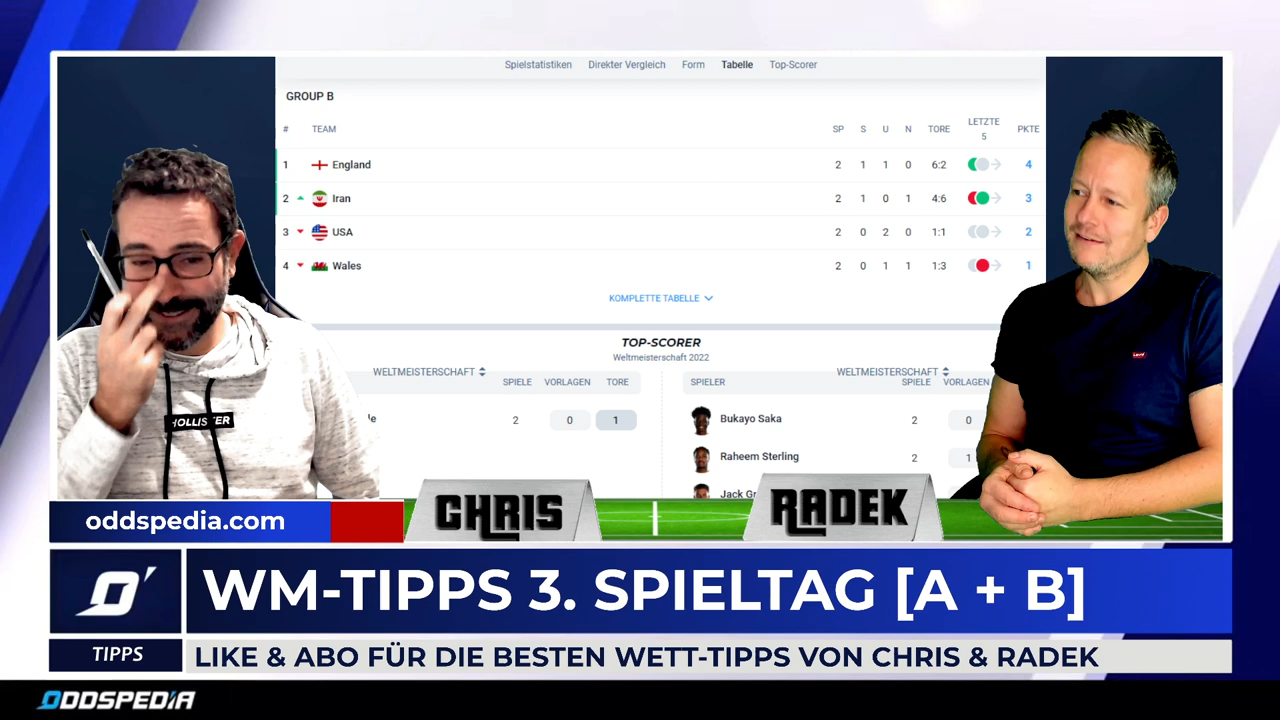 Spielstatistiken Direkter Vergleich Form Tabelle Top-Scorer
GROUP B
# TEAM SP S U N TORE LETZTE 5 PKTE
1 England 2 1 1 0 6:2 4
2 Iran 2 1 0 1 4:6 3
3 USA 2 0 2 0 1:1 2
4 Wales 2 0 1 1 1:3 1
KOMPLETTE TABELLE
TOP-SCORER
Weltmeisterschaft 2022
WELTMEISTERSCHAFT WELTMEISTERSCHAFT
SPIELE VORLAGEN TORE SPIELER SPIELE VORLAGEN
2 0 1 Bukayo Saka 2 0
Raheem Sterling 2 1
Jack
HOLLISTER
Levi's
CHRIS RADEK
oddspedia.com
WM-TIPPS 3. SPIELTAG [A + B]
TIPPS LIKE & ABO FÜR DIE BESTEN WETT-TIPPS VON CHRIS & RADEK
ODDSPEDIA